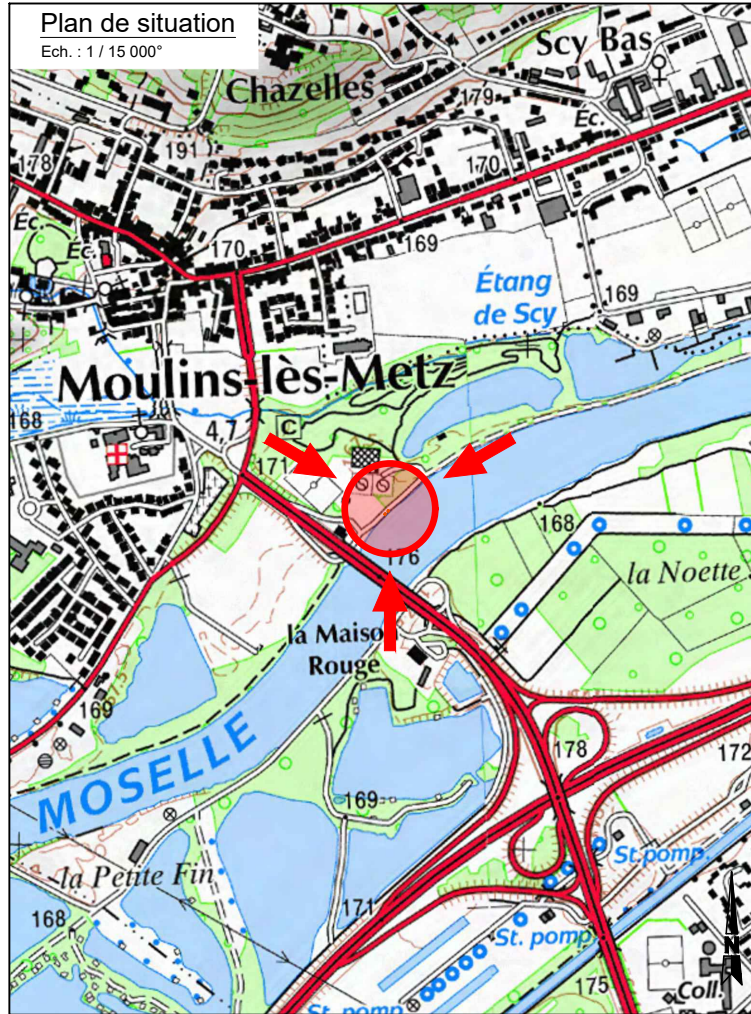 Plan de situation
Ech. : 1 / 15 000°
Scy Bas
Chazelles
179
Éc.
191
178
170
170
169
Éc.
Éc.
Étang
de Scy
169
Moulins-lès-Metz
168
4,7
C
171
168
176
la Noette
la Maison
Rouge
169
MOSELLE
178
172
169
St. pomp.
la Petite Fin
171
168
St. pomp.
N
175
Coll.
St. pomp.